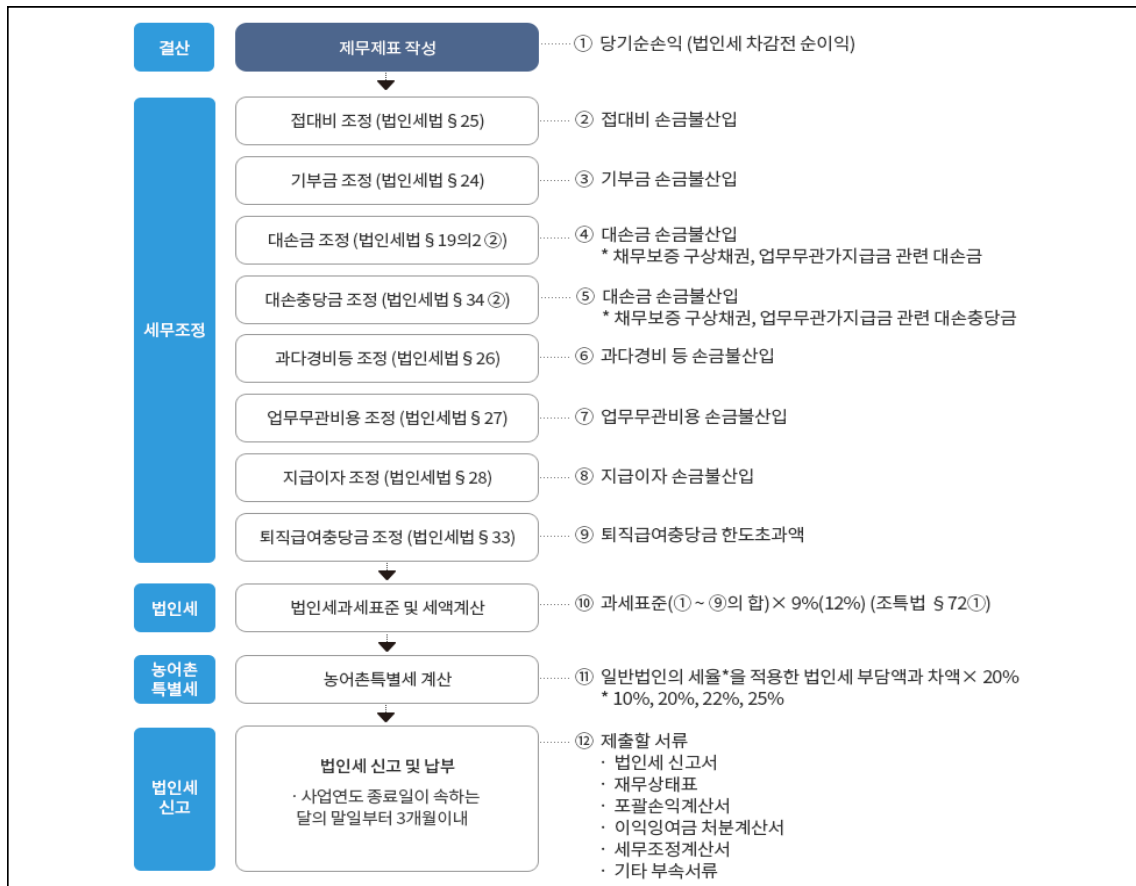 결산
제무제표 작성
① 당기순손익 (법인세 차감전 순이익)
세무조정
접대비 조정 (법인세법 § 25)
② 접대비 손금불산입
기부금 조정 (법인세법 § 24)
③ 기부금 손금불산입
대손금 조정 (법인세법 § 19의2 ②)
④ 대손금 손금불산입
* 채무보증 구상채권, 업무무관가지급금 관련 대손금
대손충당금 조정 (법인세법 § 34 ②)
⑤ 대손금 손금불산입
* 채무보증 구상채권, 업무무관가지급금 관련 대손충당금
과다경비등 조정 (법인세법 § 26)
⑥ 과다경비 등 손금불산입
업무무관비용 조정 (법인세법 § 27)
⑦ 업무무관비용 손금불산입
지급이자 조정 (법인세법 § 28)
⑧ 지급이자 손금불산입
퇴직급여충당금 조정 (법인세법 § 33)
⑨ 퇴직급여충당금 한도초과액
법인세
법인세과세표준 및 세액계산
⑩ 과세표준(① ~ ⑨의 합) × 9%(12%) (조특법 § 72①)
농어촌
특별세
농어촌특별세 계산
⑪ 일반법인의 세율*을 적용한 법인세 부담액과 차액× 20%
* 10%, 20%, 22%, 25%
법인세
신고
법인세 신고 및 납부
· 사업연도 종료일이 속하는
달의 말일부터 3개월이내
⑫ 제출할 서류
· 법인세 신고서
· 재무상태표
· 포괄손익계산서
· 이익잉여금 처분계산서
· 세무조정계산서
· 기타 부속서류